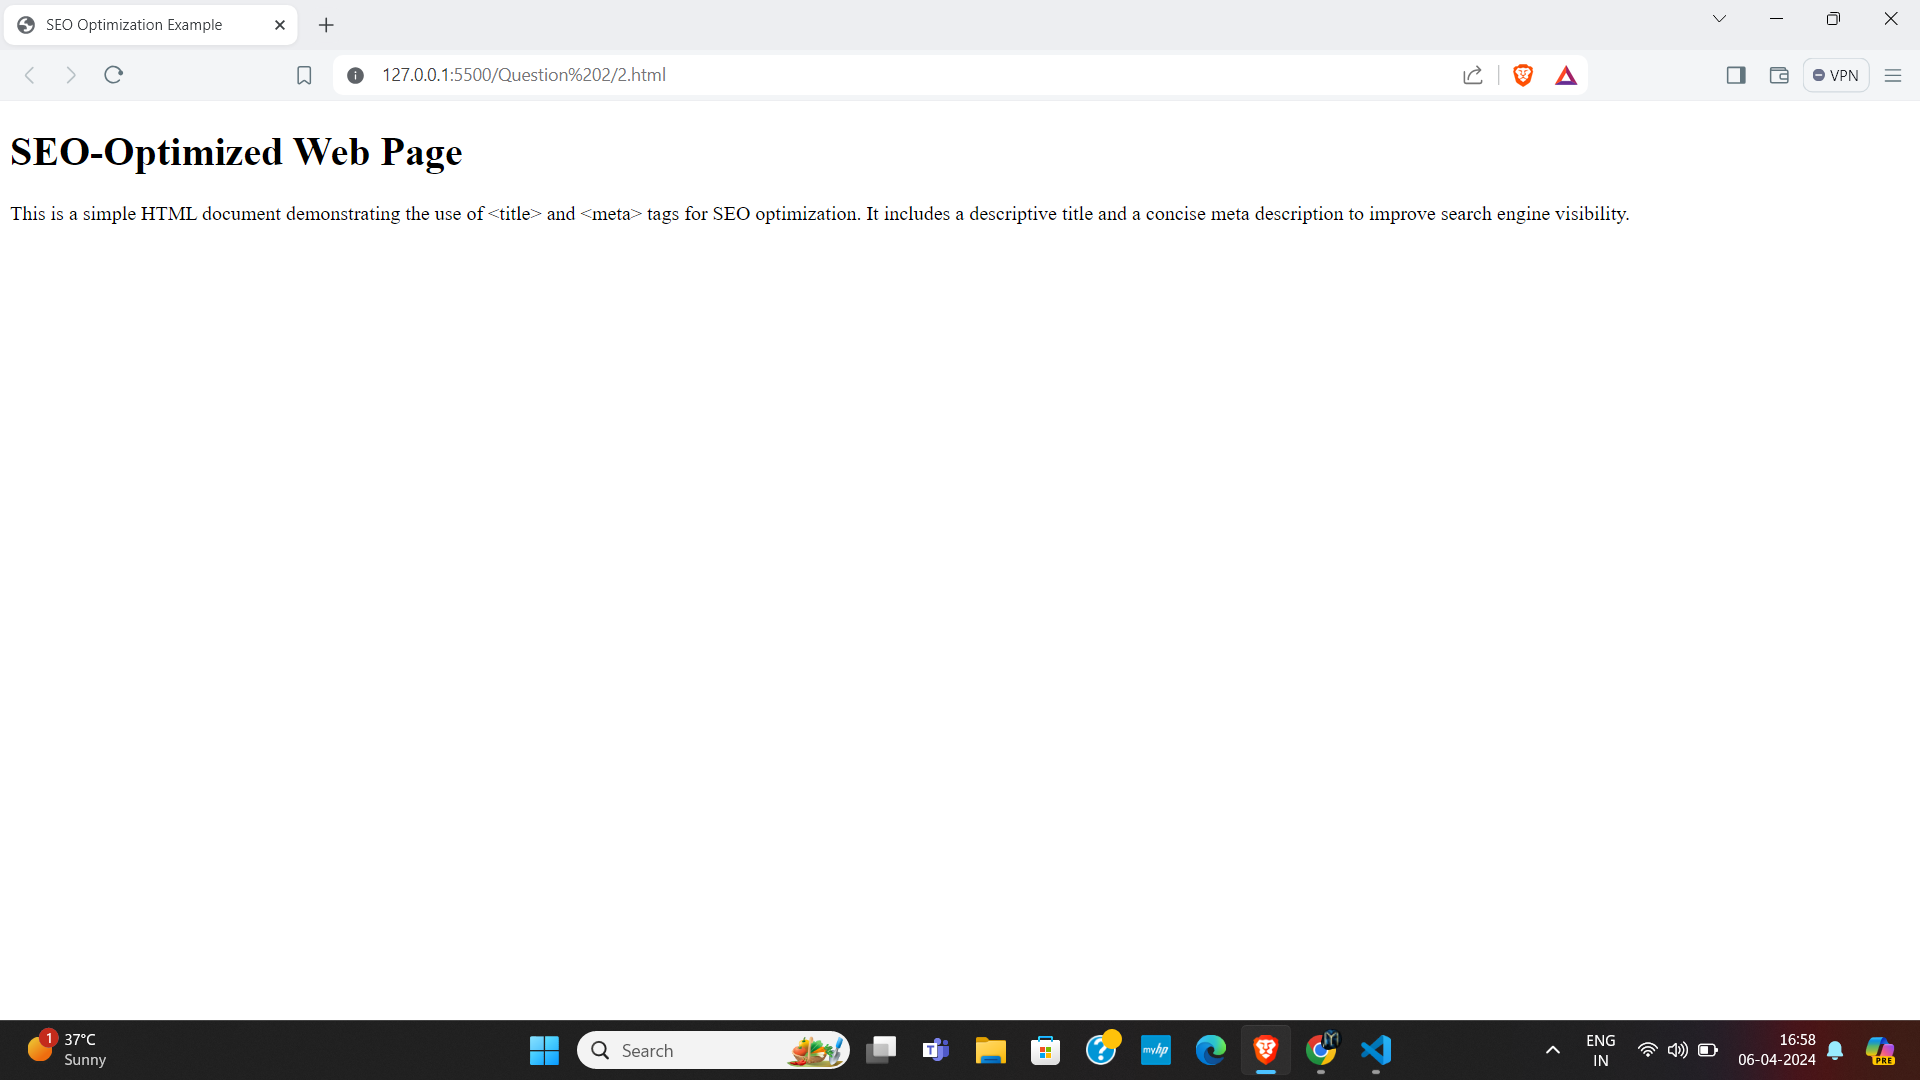 SEO Optimization Example
127.0.0.1:5500/Question%202/2.html
VPN
SEO-Optimized Web Page
This is a simple HTML document demonstrating the use of <title> and <meta> tags for SEO optimization. It includes a descriptive title and a concise meta description to improve search engine visibility.
1
37°C
Sunny
Search
T
myhp
ENG
IN
16:58
06-04-2024
PRE